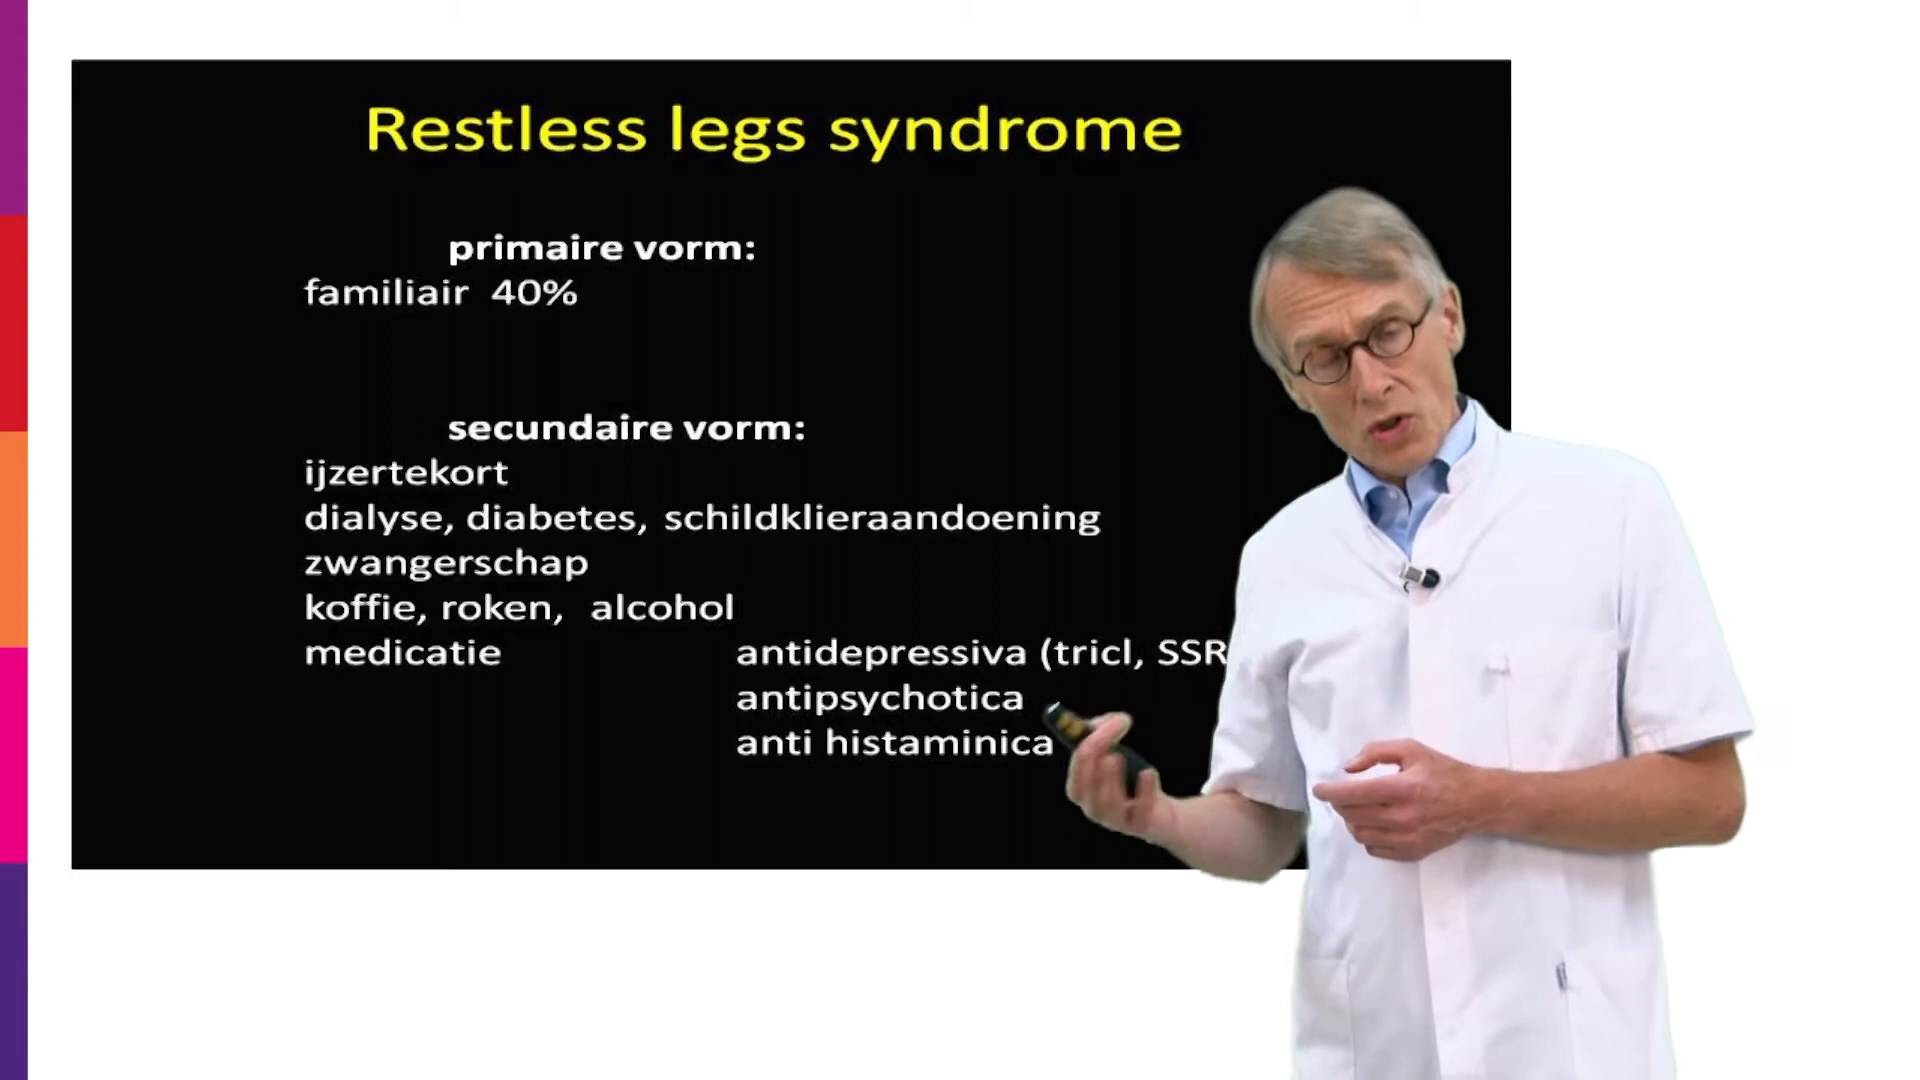 Restless legs syndrome
primaire vorm:
familiair 40%
secundaire vorm:
ijzertekort
dialyse, diabetes, schildklieraandoening
zwangerschap
koffie, roken, alcohol
medicatie antidepressiva (tricl, SSR
antipsychotica
anti histaminica